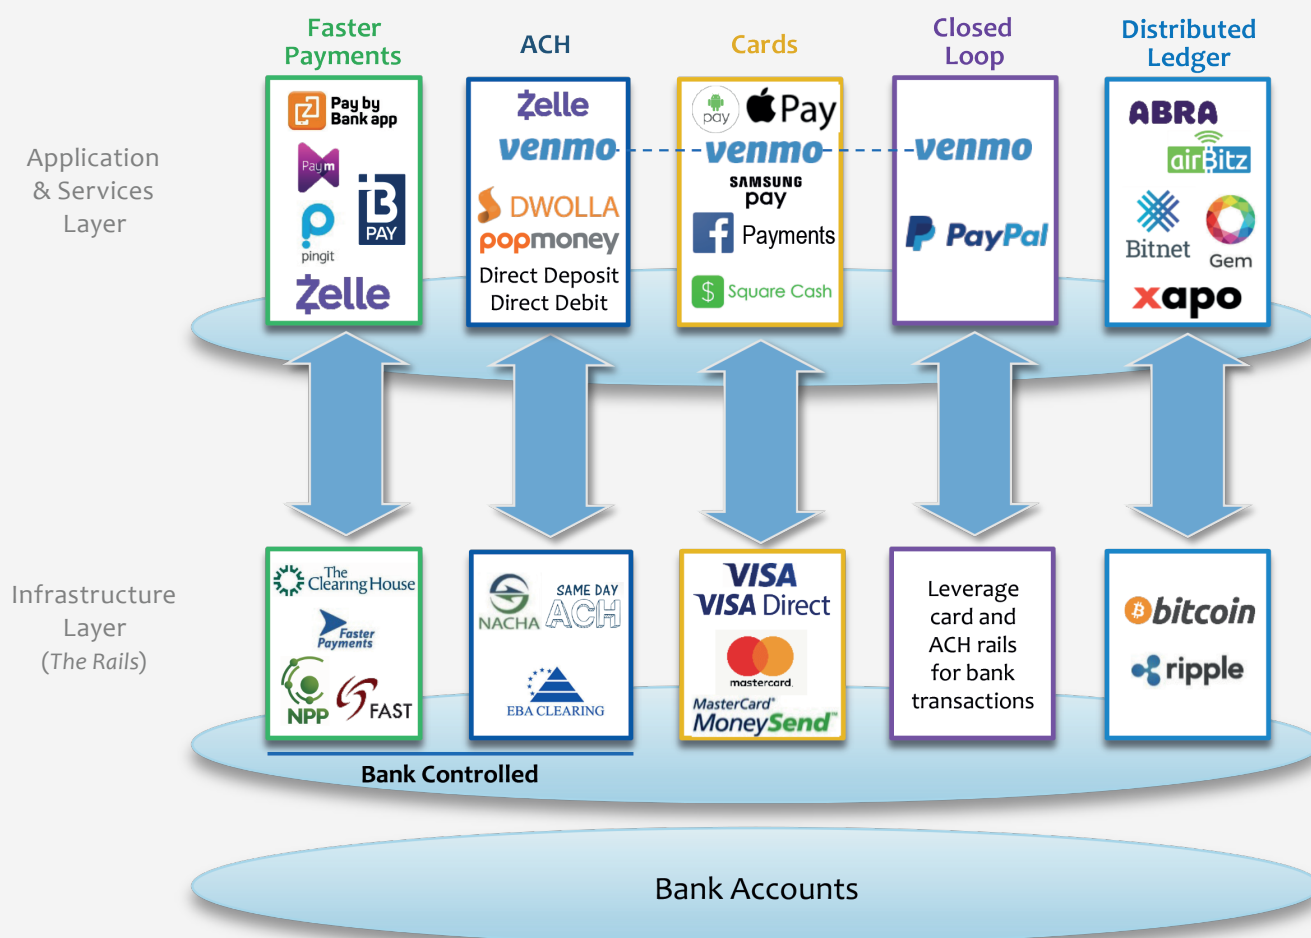 Faster
Payments
ACH
Cards
Closed
Loop
Distributed
Ledger
Application
& Services
Layer
Pay by
Bank app
Paym
iB
PAY
pingit
Zelle
Zelle
venmo
DWOLLA
popmoney
Direct Deposit
Direct Debit
pay
Pay
venmo
SAMSUNG
pay
f Payments
$ Square Cash
venmo
PayPal
ABRA
airBitz
Bitnet
Gem
xapo
Infrastructure
Layer
(The Rails)
The
Clearing House
Faster
Payments
NPP
FAST
NACHA
SAME DAY
ACH
EBA CLEARING
VISA
VISA Direct
mastercard.
MasterCard®
MoneySend™
Leverage
card and
ACH rails
for bank
transactions
bitcoin
ripple
Bank Controlled
Bank Accounts